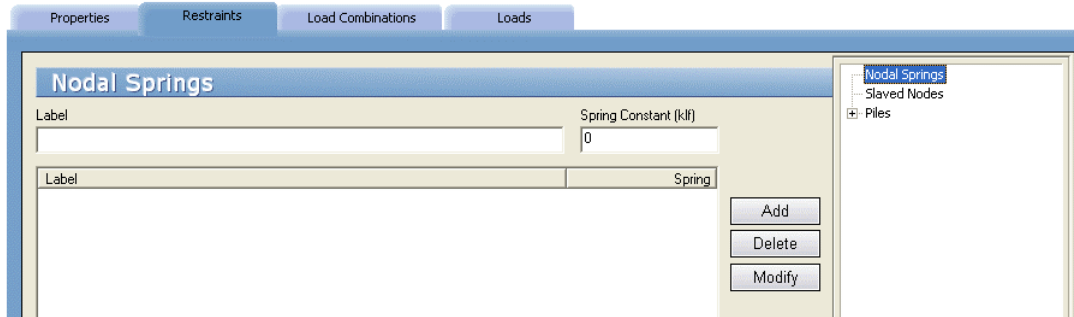 Properties Restraints Load Combinations Loads
Nodal Springs
Label Spring Constant (klf)
0
Label Spring
Add
Delete
Modify
Nodal Springs
Slaved Nodes
Piles